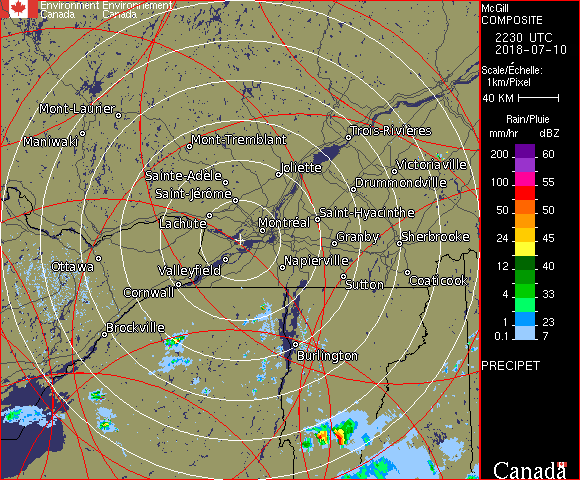 Environment Environnement
Canada Canada
McGill
COMPOSITE
2230 UTC
2018-07-10
Scale/Échelle:
1km/Pixel
40 KM
Rain/Pluie
mm/hr dBZ
200 60
100 55
50 50
24 45
12 40
4 33
1 23
0.1 7
PRECIPET
Canada
Mont-Laurier
Maniwaki
Mont-Tremblant
Trois-Rivières
Sainte-Adèle
Joliette
Victoriaville
Saint-Jérôme
Drummondville
Lachute
Montréal
Saint-Hyacinthe
Granby
Sherbrooke
Ottawa
Valleyfield
Napierville
Cornwall
Sutton
Coaticook
Brockville
Burlington